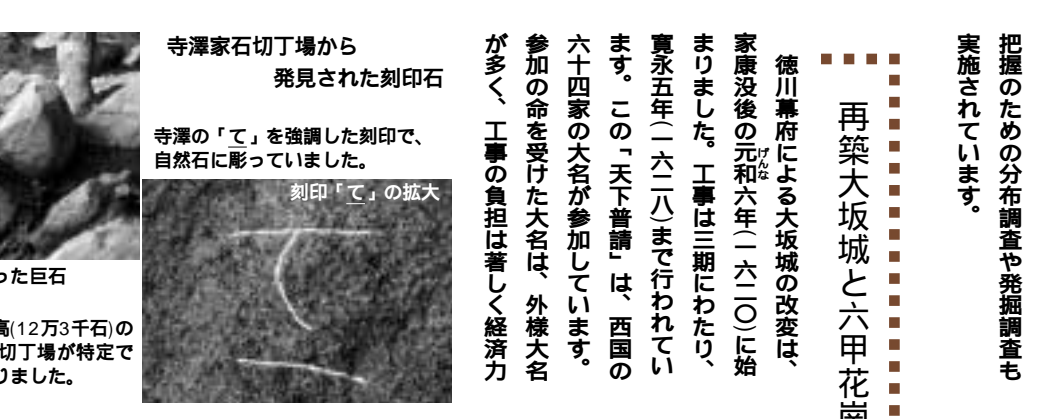 把握のための分布調査や発掘調査も
実施されています。
再築大坂城と六甲花崗
徳川幕府による大坂城の改変は、
家康没後の元和六年(一六二〇)に始
げんな
まりました。工事は三期にわたり、
寛永五年(一六二八)まで行われてい
ます。この「天下普請」は、西国の
六十四家の大名が参加しています。
参加の命を受けた大名は、外様大名
が多く、工事の負担は著しく経済力
寺澤家石切丁場から
発見された刻印石
寺澤の「て」を強調した刻印で、
自然石に彫っていました。
刻印「て」の拡大
った巨石
高(12万3千石)の
切丁場が特定で
りました。